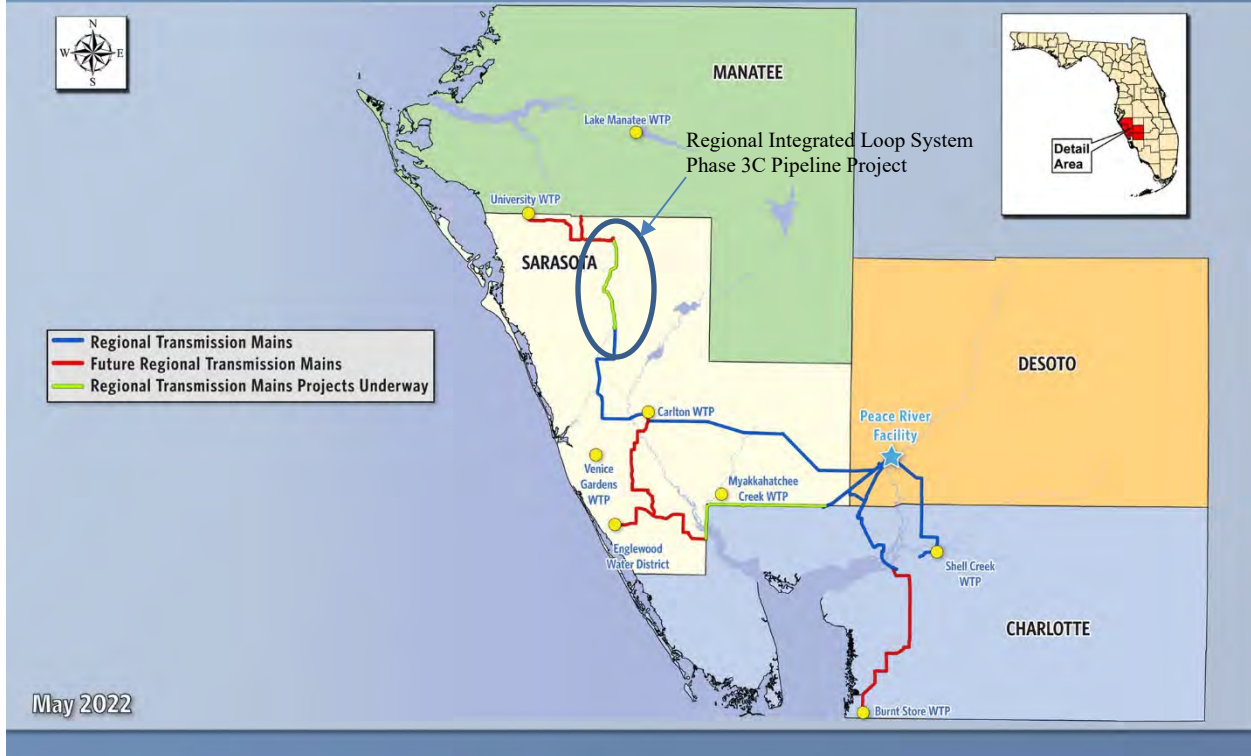 N
W
E
S
MANATEE
Lake Manatee WTP
Regional Integrated Loop System
Phase 3C Pipeline Project
Detail
Area
University WTP
SARASOTA
Regional Transmission Mains
Future Regional Transmission Mains
Regional Transmission Mains Projects Underway
DESOTO
Carlton WTP
Peace River
Facility
Venice
Gardens
WTP
Myakkahatchee
Creek WTP
Englewood
Water District
Shell Creek
WTP
CHARLOTTE
May 2022
Burnt Store WTP